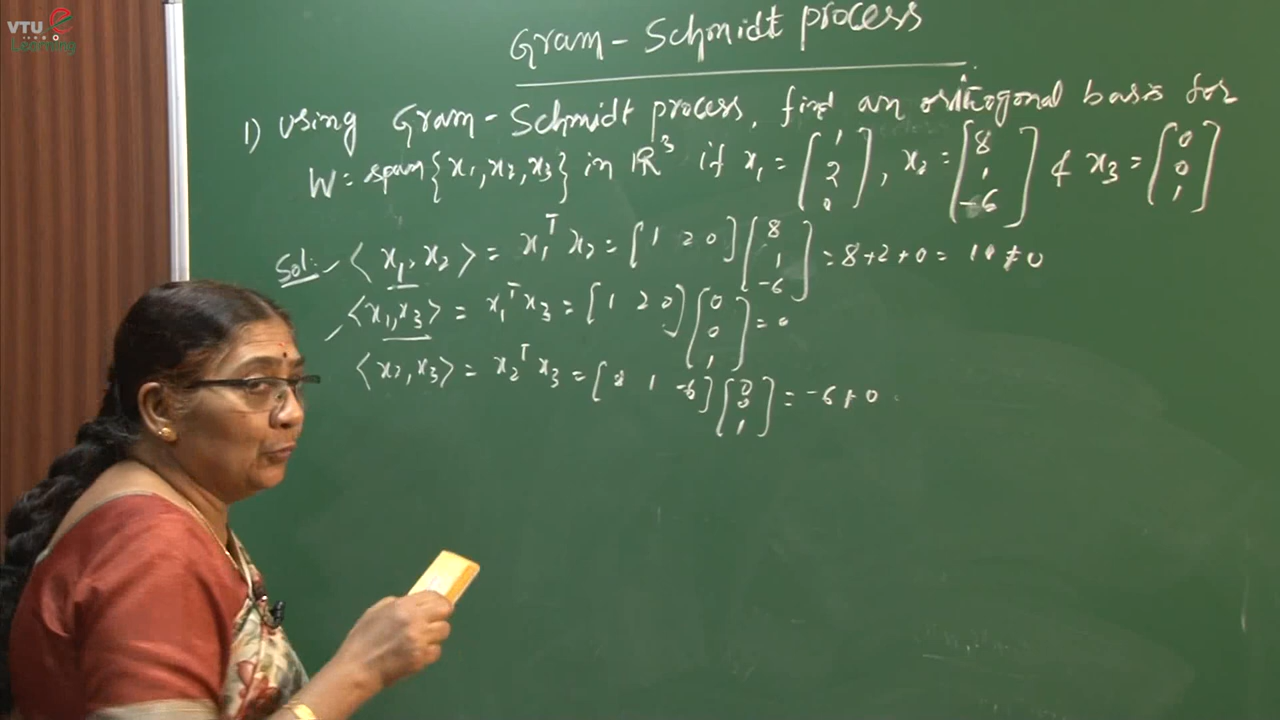 VTU e
Learning
Gram-Schmidt process
1) Using Gram-Schmidt process, find an orthogonal basis for
W = span{x₁, x₂, x₃} in ℝ³ if x₁ = [1 2 0], x₂ = [8 1 -6] & x₃ = [0 0 1]
Sol:- ⟨x₁, x₂⟩ = x₁ᵀ x₂ = [1 2 0] [8 1 -6] = 8+2+0 = 10 ≠ 0
⟨x₁, x₃⟩ = x₁ᵀ x₃ = [1 2 0] [0 0 1] = 0
⟨x₂, x₃⟩ = x₂ᵀ x₃ = [8 1 -6] [0 0 1] = -6 ≠ 0